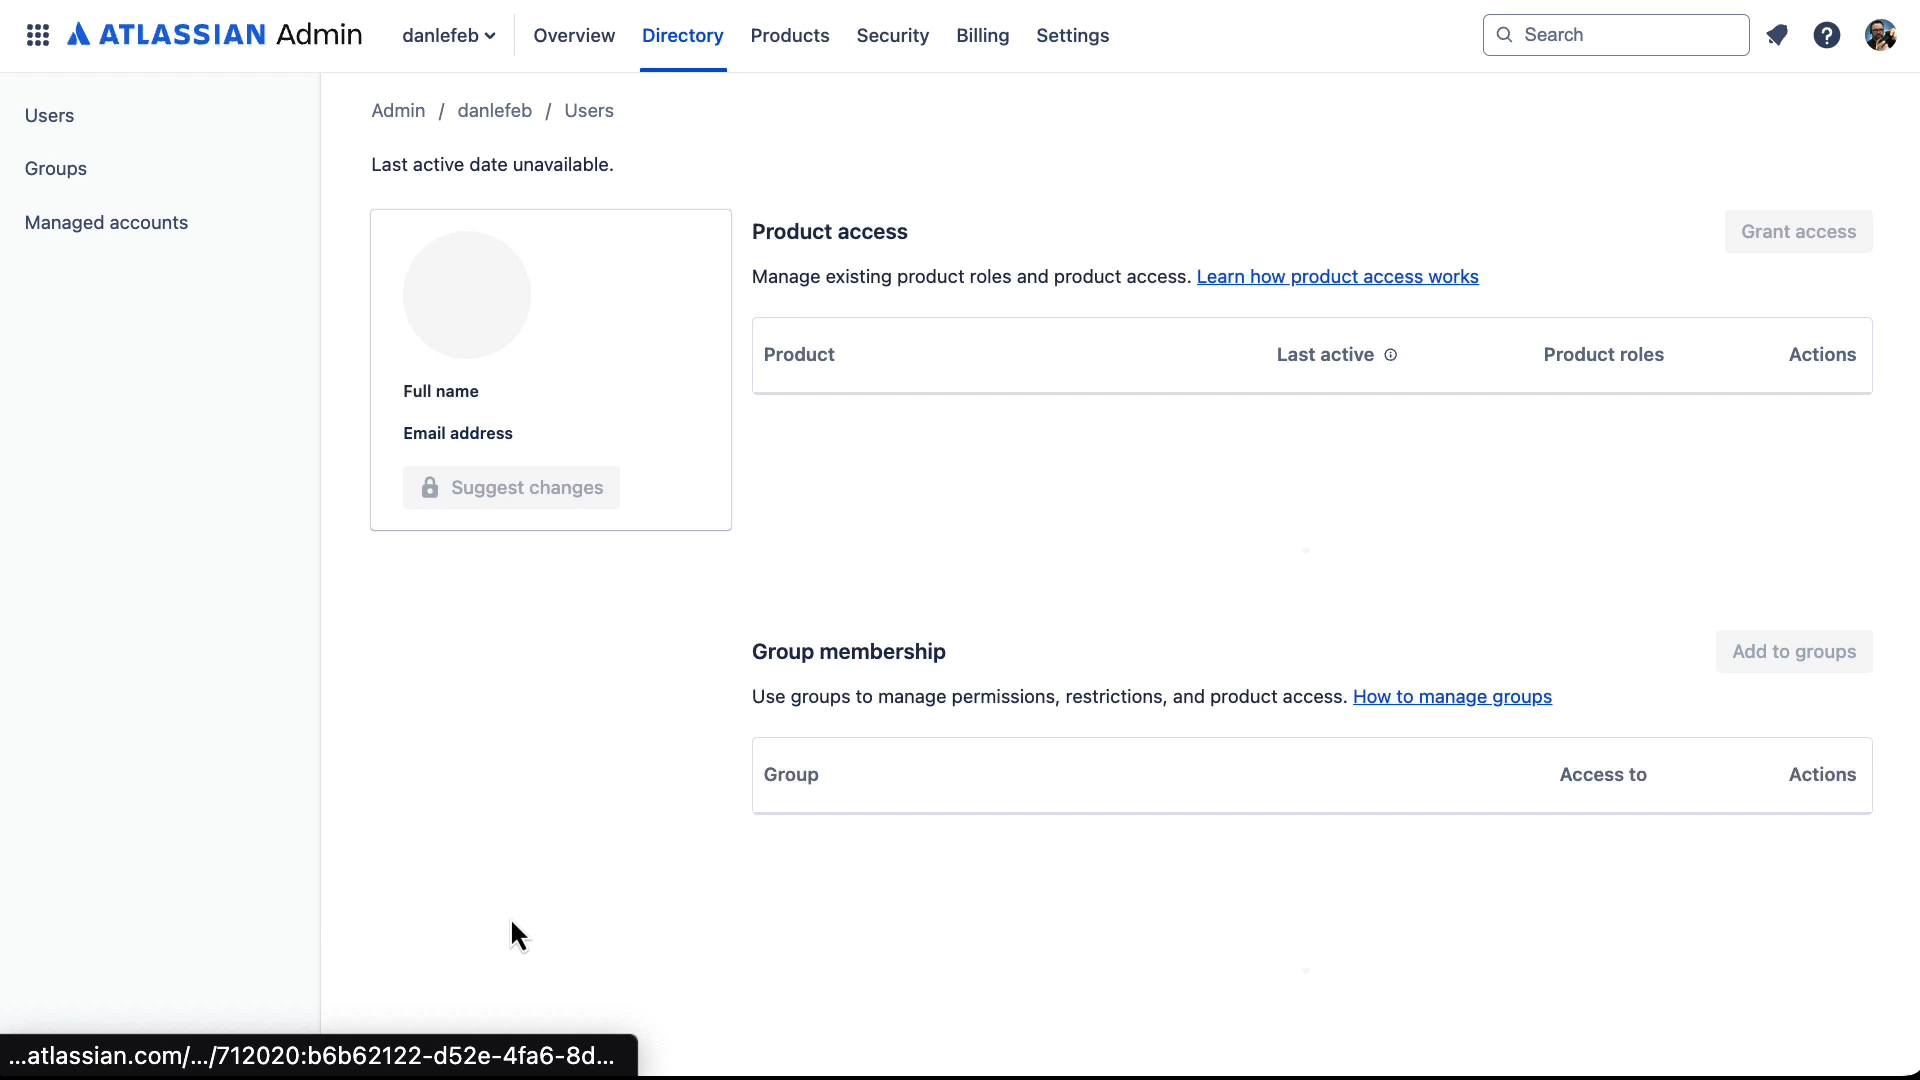 ATLASSIAN Admin
danlefeb
Overview
Directory
Products
Security
Billing
Settings
Search
Users
Groups
Managed accounts
Admin / danlefeb / Users
Last active date unavailable.
Full name
Email address
Suggest changes
Product access
Grant access
Manage existing product roles and product access. Learn how product access works
Product
Last active
Product roles
Actions
Group membership
Add to groups
Use groups to manage permissions, restrictions, and product access. How to manage groups
Group
Access to
Actions
...atlassian.com/.../712020:b6b62122-d52e-4fa6-8d...